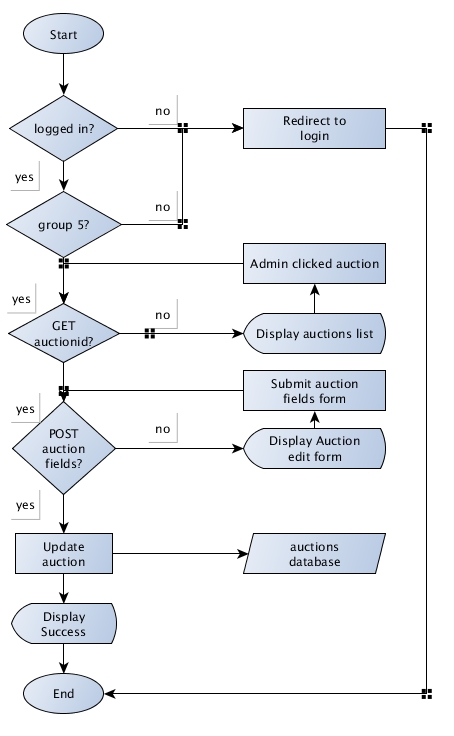 Start
no
logged in?
Redirect to
login
yes
no
group 5?
Admin clicked auction
yes
no
GET
auctionid?
Display auctions list
Submit auction
fields form
yes
no
POST
auction
fields?
Display Auction
edit form
yes
Update
auction
auctions
database
Display
Success
End